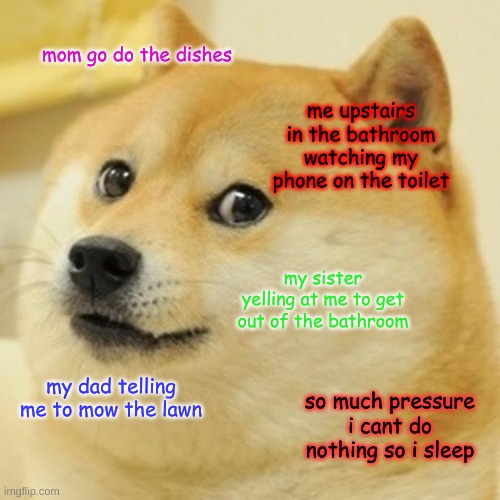 mom go do the dishes
me upstairs
in the bathroom
watching my
phone on the toilet
my sister
yelling at me to get
out of the bathroom
my dad telling
me to mow the lawn
so much pressure
i cant do
nothing so i sleep
imgflip.com